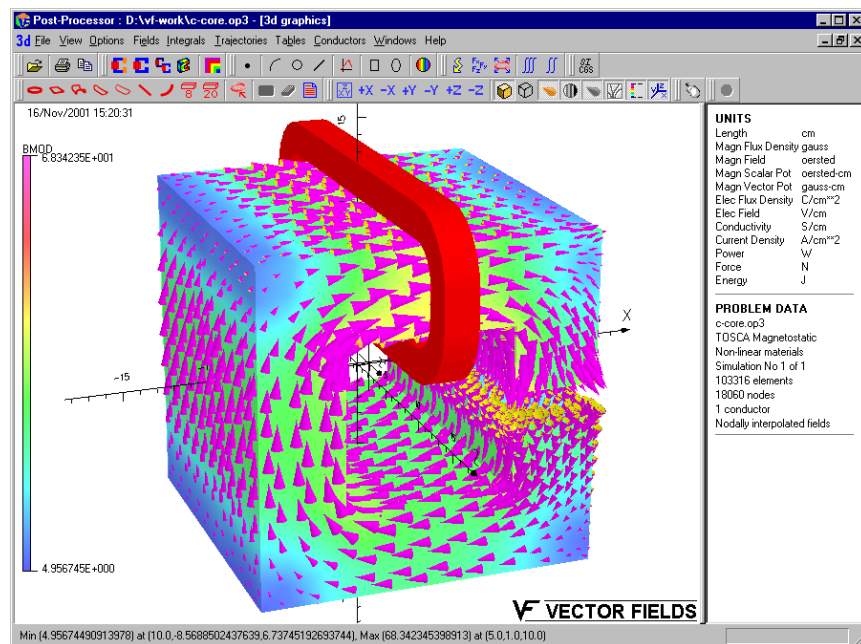 Post-Processor : D:\vf-work\c-core.op3 - [3d graphics]
3d File View Options Fields Integrals Trajectories Tables Conductors Windows Help
+X -X +Y -Y +Z -Z
16/Nov/2001 15:20:31
BMOD
6.834235E+001
4.956745E+000
15
-15
X
UNITS
Length cm
Magn Flux Density gauss
Magn Field oersted
Magn Scalar Pot oersted-cm
Magn Vector Pot gauss-cm
Elec Flux Density C/cm**2
Elec Field V/cm
Conductivity S/cm
Current Density A/cm**2
Power W
Force N
Energy J
PROBLEM DATA
c-core.op3
TOSCA Magnetostatic
Non-linear materials
Simulation No 1 of 1
103316 elements
18060 nodes
1 conductor
Nodally interpolated fields
VF VECTOR FIELDS
Min (4.95674490913978) at (10.0,-8.5688502437639,6.73745192693744), Max (68.342345398913) at (5.0,1.0,10.0)